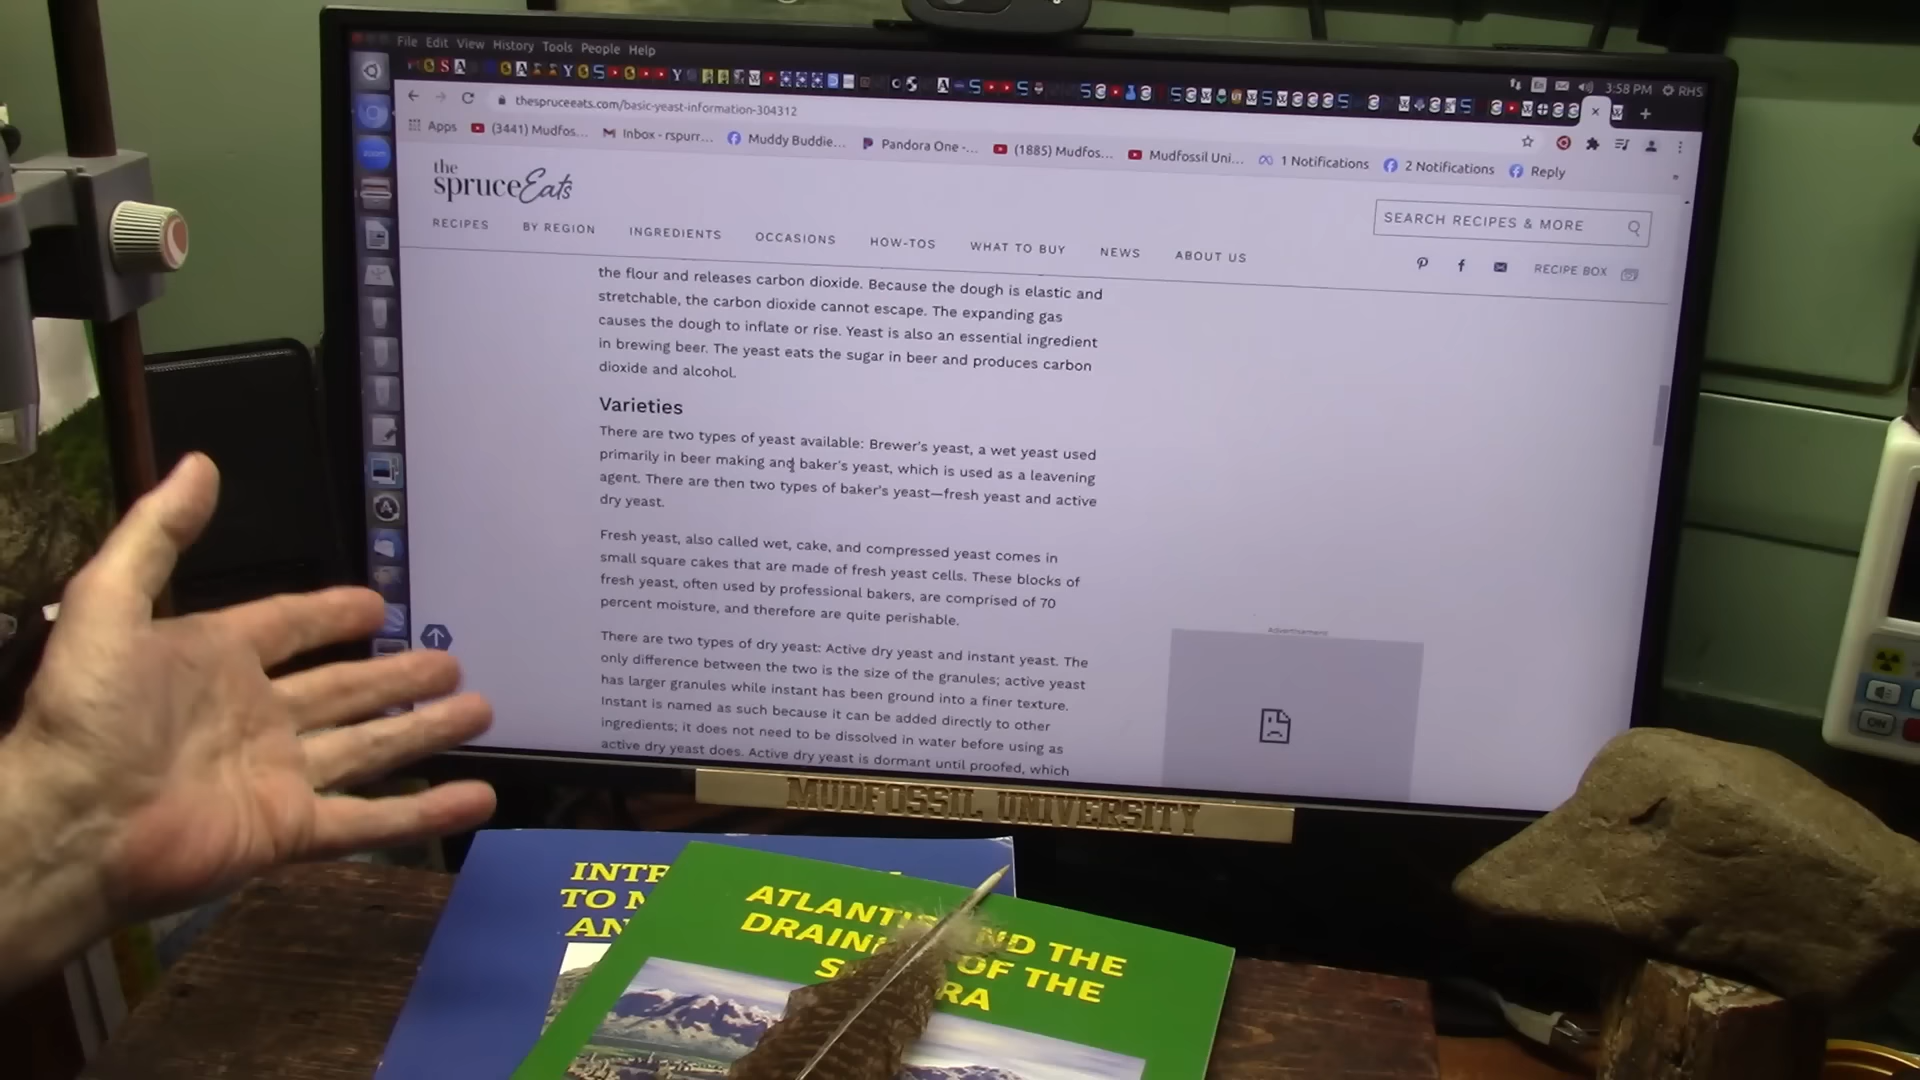 File Edit View History Tools People Help
3:58 PM RHS
thespruceeats.com/basic-yeast-information-304312
Apps (3441) Mudfos... Inbox - rspurr... Muddy Buddie... Pandora One -... (1885) Mudfos... Mudfossil Uni... 1 Notifications 2 Notifications Reply
the
spruceEats
SEARCH RECIPES & MORE
RECIPES BY REGION INGREDIENTS OCCASIONS HOW-TOS WHAT TO BUY NEWS ABOUT US
RECIPE BOX
the flour and releases carbon dioxide. Because the dough is elastic and
stretchable, the carbon dioxide cannot escape. The expanding gas
causes the dough to inflate or rise. Yeast is also an essential ingredient
in brewing beer. The yeast eats the sugar in beer and produces carbon
dioxide and alcohol.
Varieties
There are two types of yeast available: Brewer's yeast, a wet yeast used
primarily in beer making and baker's yeast, which is used as a leavening
agent. There are then two types of baker's yeast—fresh yeast and active
dry yeast.
Fresh yeast, also called wet, cake, and compressed yeast comes in
small square cakes that are made of fresh yeast cells. These blocks of
fresh yeast, often used by professional bakers, are comprised of 70
percent moisture, and therefore are quite perishable.
There are two types of dry yeast: Active dry yeast and instant yeast. The
only difference between the two is the size of the granules; active yeast
has larger granules while instant has been ground into a finer texture.
Instant is named as such because it can be added directly to other
ingredients; it does not need to be dissolved in water before using as
active dry yeast does. Active dry yeast is dormant until proofed, which
Advertisement
ON
MUDFOSSIL UNIVERSITY
TO
AND THE
OF THE